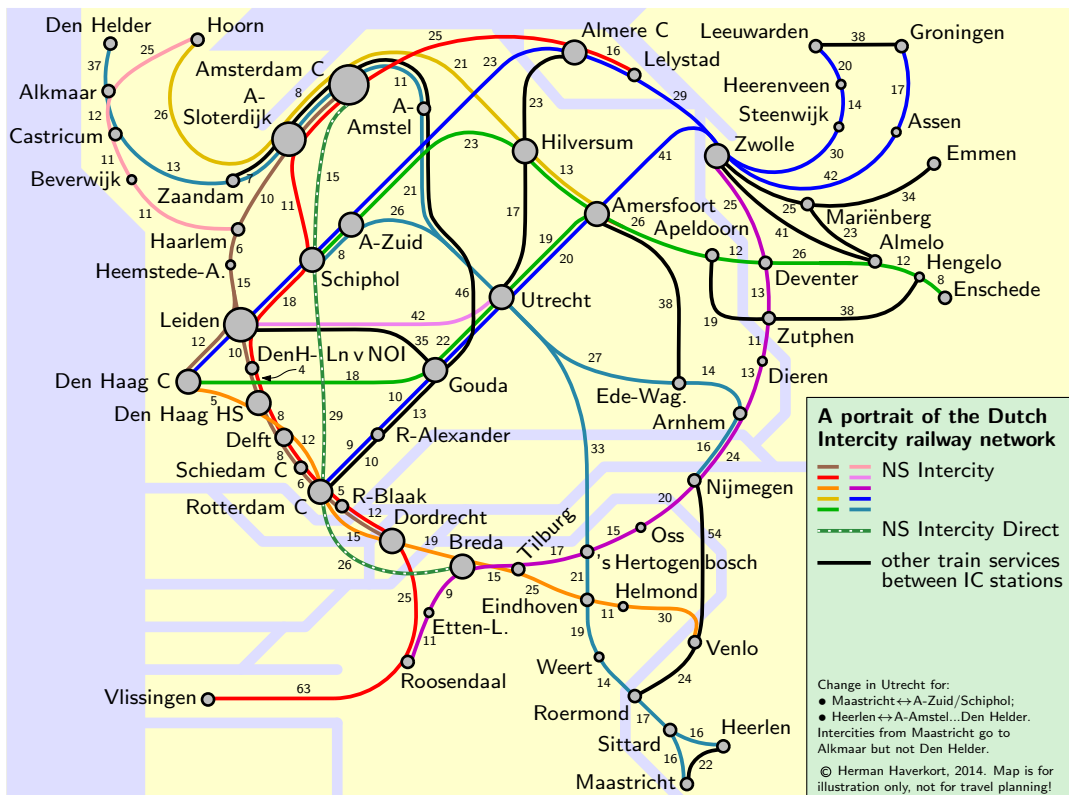 Den Helder
Hoorn
25
37
Alkmaar
12
26
Castricum
11
13
Beverwijk
Zaandam
7
11
Haarlem
6
Heemstede-A.
15
10
Amsterdam C
8
A-
Sloterdijk
11
A-
Amstel
21
15
11
25
21
23
Almere C
16
Lelystad
29
23
Hilversum
23
13
17
41
Zwolle
Leeuwarden
38
Groningen
20
Heerenveen
14
Steenwijk
17
Assen
30
42
Emmen
34
25
Mariënberg
23
41
25
Almelo
12
Hengelo
8
Enschede
Amersfoort
26
Apeldoorn
12
Deventer
26
13
19
38
Zutphen
11
13
Dieren
A-Zuid
26
8
Schiphol
18
19
20
46
Utrecht
Leiden
42
12
10
35
22
DenH- Ln v NOI
4
Den Haag C
18
Gouda
5
Den Haag HS
10
13
8
Delft
12
9
R-Alexander
10
8
Schiedam C
6
29
Rotterdam C
5
R-Blaak
12
Dordrecht
15
19
26
Breda
38
27
14
Ede-Wag.
Arnhem
16
24
Nijmegen
33
20
Oss
15
54
Tilburg
17
's Hertogenbosch
15
25
21
Eindhoven
Helmond
11
30
9
Etten-L.
11
25
Roosendaal
Vlissingen
63
19
Weert
14
Venlo
24
Roermond
17
Sittard
16
Heerlen
16
22
Maastricht
A portrait of the Dutch
Intercity railway network
NS Intercity
NS Intercity Direct
other train services
between IC stations
Change in Utrecht for:
● Maastricht↔A-Zuid/Schiphol;
● Heerlen↔A-Amstel...Den Helder.
Intercities from Maastricht go to
Alkmaar but not Den Helder.
© Herman Haverkort, 2014. Map is for
illustration only, not for travel planning!